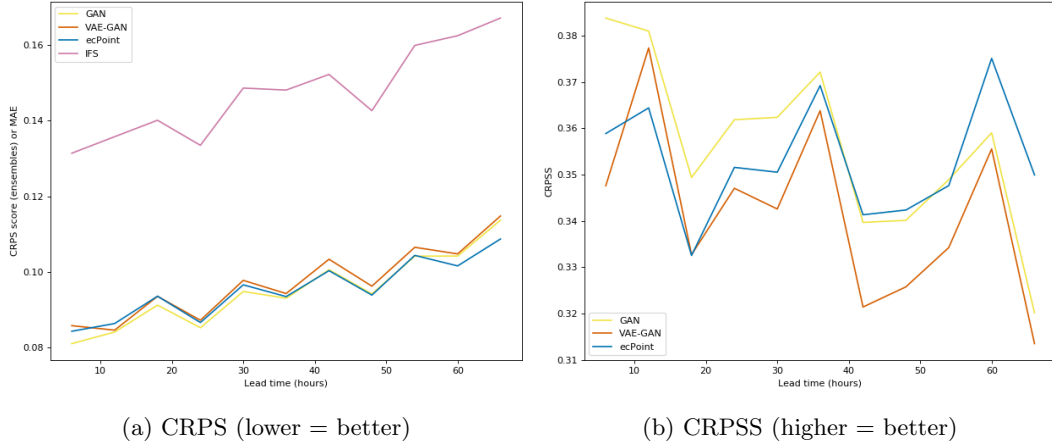 GAN
VAE-GAN
ecPoint
IFS
CRPS score (ensembles) or MAE
0.16
0.14
0.12
0.10
0.08
10 20 30 40 50 60
Lead time (hours)
(a) CRPS (lower = better)
CRPSS
0.38
0.37
0.36
0.35
0.34
0.33
0.32
0.31
GAN
VAE-GAN
ecPoint
10 20 30 40 50 60
Lead time (hours)
(b) CRPSS (higher = better)